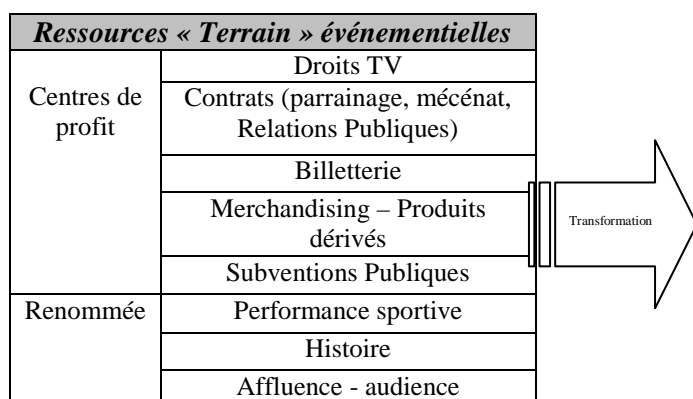 Ressources « Terrain » événementielles
Centres de
profit
Droits TV
Contrats (parrainage, mécénat,
Relations Publiques)
Billetterie
Merchandising – Produits
dérivés
Subventions Publiques
Renommée
Performance sportive
Histoire
Affluence - audience
Transformation